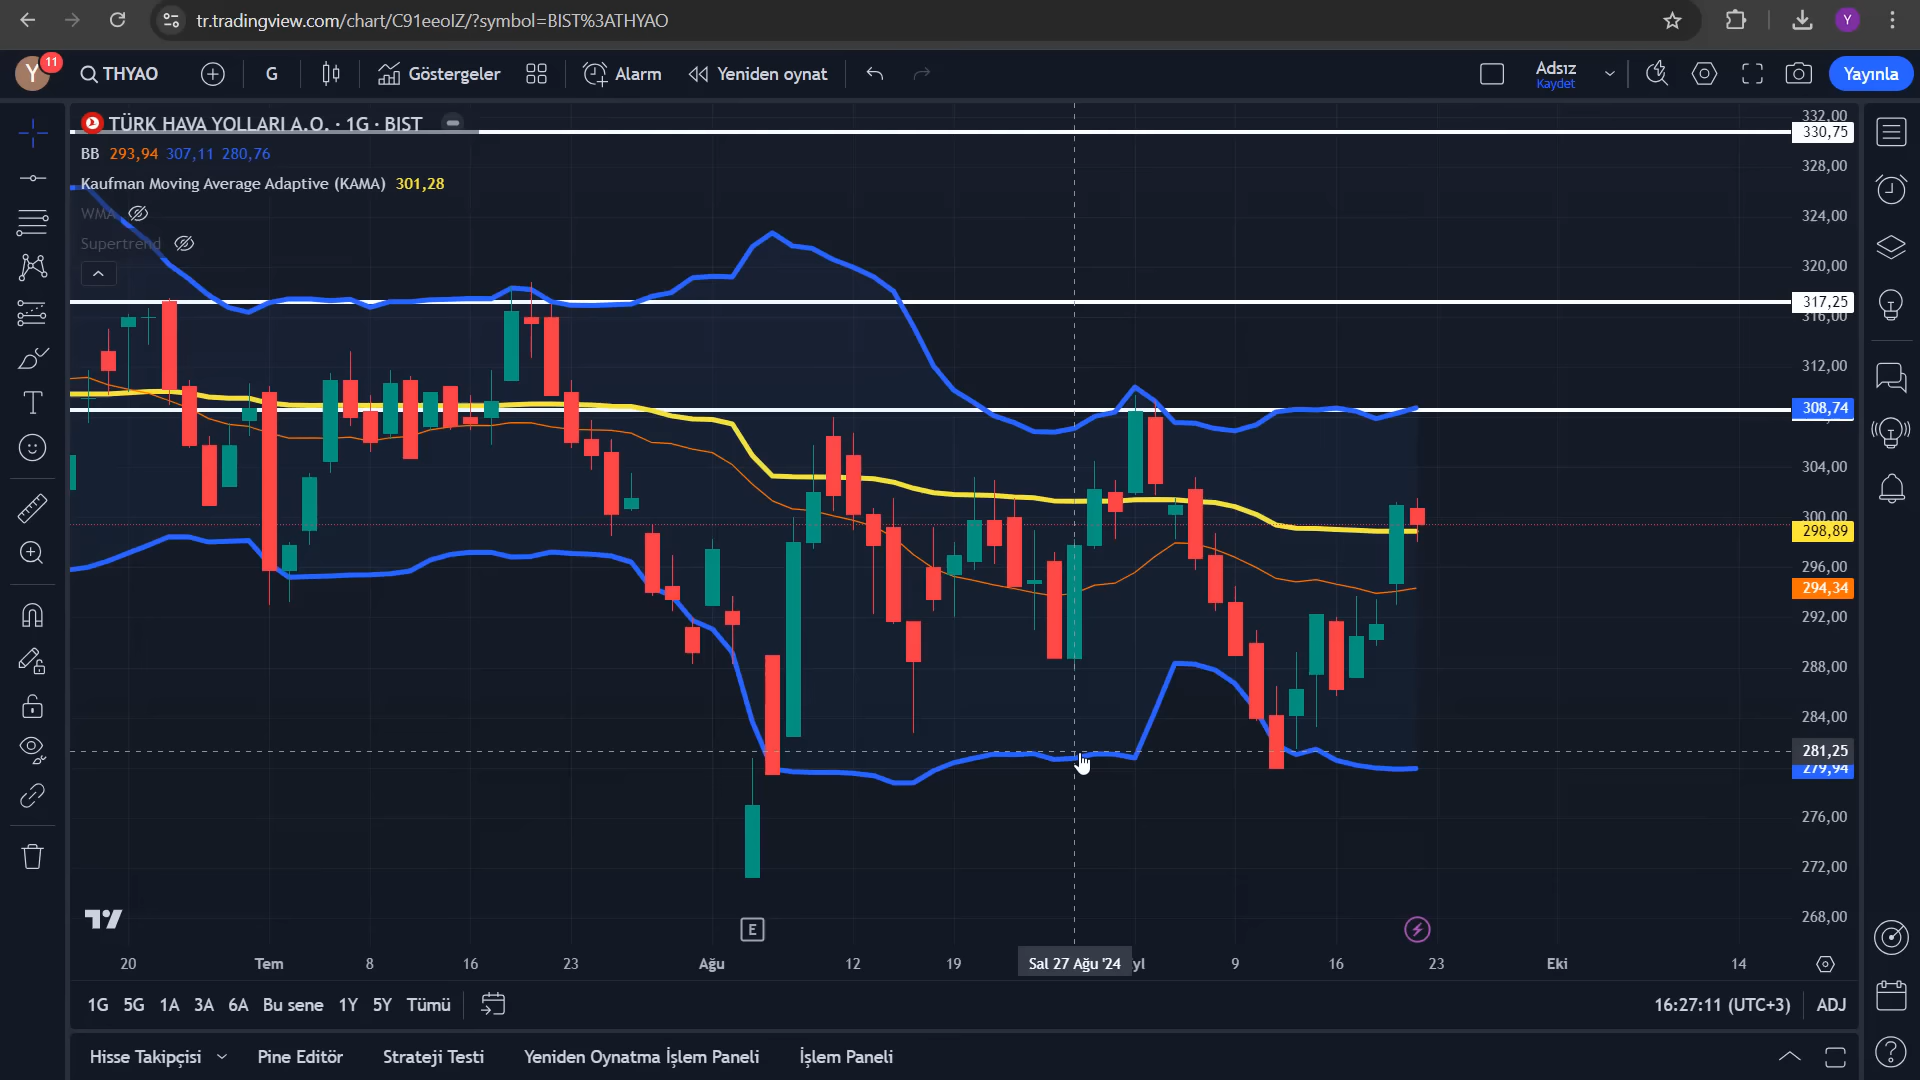 tr.tradingview.com/chart/C91eeoIZ/?symbol=BIST%3ATHYAO
Y
Y
11
THYAO
G
Göstergeler
Alarm
Yeniden oynat
Adsız
Kaydet
Yayınla
TÜRK HAVA YOLLARI A.O. · 1G · BIST
BB 293,94 307,11 280,76
Kaufman Moving Average Adaptive (KAMA) 301,28
WMA
Supertrend
332,00
330,75
328,00
324,00
320,00
317,25
316,00
312,00
308,74
304,00
300,00
298,89
296,00
294,34
292,00
288,00
284,00
281,25
279,94
276,00
272,00
268,00
E
20
Tem
8
16
23
Ağu
12
19
Sal 27 Ağu '24
yl
9
16
23
Eki
14
1G 5G 1A 3A 6A Bu sene 1Y 5Y Tümü
16:27:11 (UTC+3)
ADJ
Hisse Takipçisi
Pine Editör
Strateji Testi
Yeniden Oynatma İşlem Paneli
İşlem Paneli